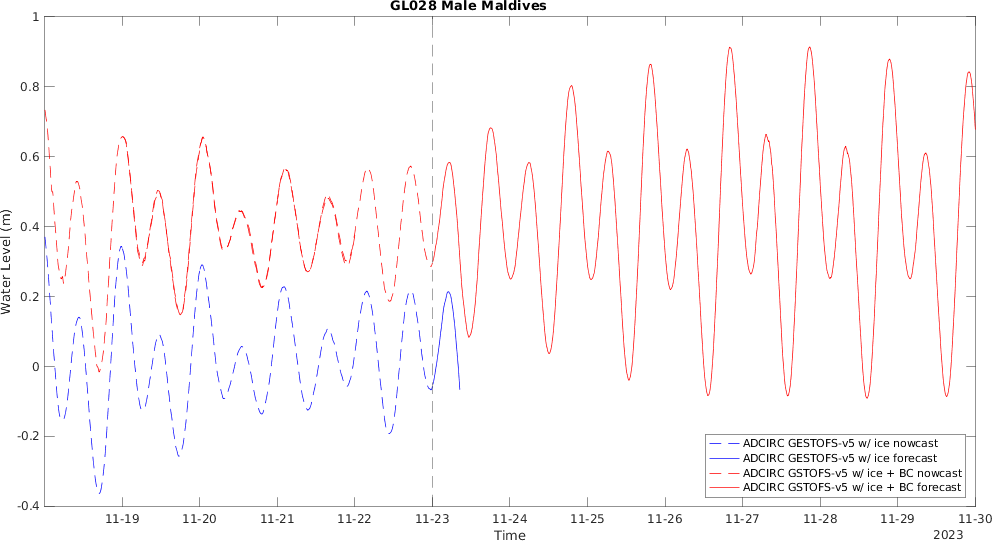 GL028 Male Maldives
1
0.8
0.6
0.4
0.2
0
-0.2
-0.4
Water Level (m)
ADCIRC GESTOFS-v5 w/ ice nowcast
ADCIRC GESTOFS-v5 w/ ice forecast
ADCIRC GSTOFS-v5 w/ ice + BC nowcast
ADCIRC GSTOFS-v5 w/ ice + BC forecast
11-19 11-20 11-21 11-22 11-23 11-24 11-25 11-26 11-27 11-28 11-29 11-30
Time
2023